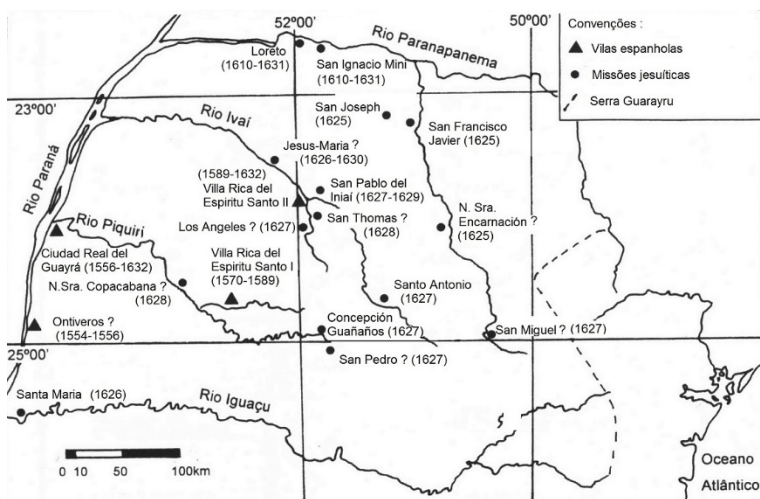 52°00'
50°00'
Convenções :
Vilas espanholas
Missões jesuíticas
Serra Guarayru
Rio Paranapanema
Loreto
(1610-1631)
San Ignacio Mini
(1610-1631)
23°00'
San Joseph
(1625)
San Francisco
Javier (1625)
Rio Ivaí
Jesus-Maria ?
(1626-1630)
(1589-1632)
Villa Rica del
Espiritu Santo II
San Pablo del
Iniaí (1627-1629)
San Thomas ?
(1628)
Los Angeles ? (1627)
N. Sra.
Encarnación ?
(1625)
Rio Paraná
Rio Piquirí
Ciudad Real del
Guayrá (1556-1632)
Villa Rica del
Espiritu Santo I
(1570-1589)
N.Sra. Copacabana ?
(1628)
Santo Antonio
(1627)
Ontiveros ?
(1554-1556)
Concepción
Guañaños (1627)
San Miguel ? (1627)
25°00'
San Pedro ? (1627)
Santa Maria (1626)
Rio Iguaçu
0 10 50 100km
Oceano
Atlântico